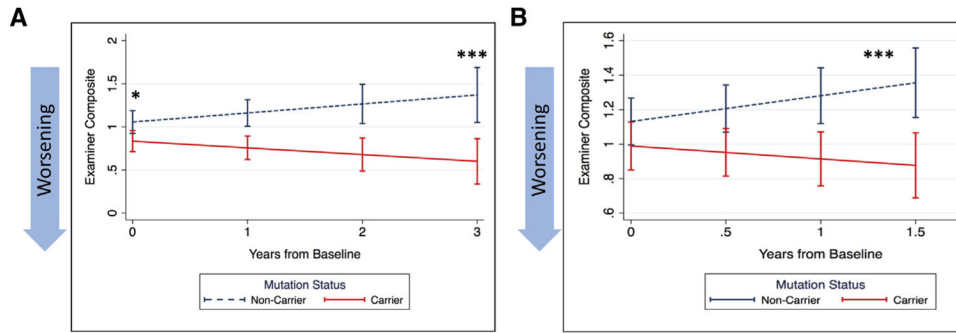 A
Worsening
Examiner Composite
2
1.5
1
.5
0
*
***
0 1 2 3
Years from Baseline
Mutation Status
Non-Carrier Carrier
B
Worsening
Examiner Composite
1.6
1.4
1.2
1
.8
.6
***
0 .5 1 1.5
Years from Baseline
Mutation Status
Non-Carrier Carrier